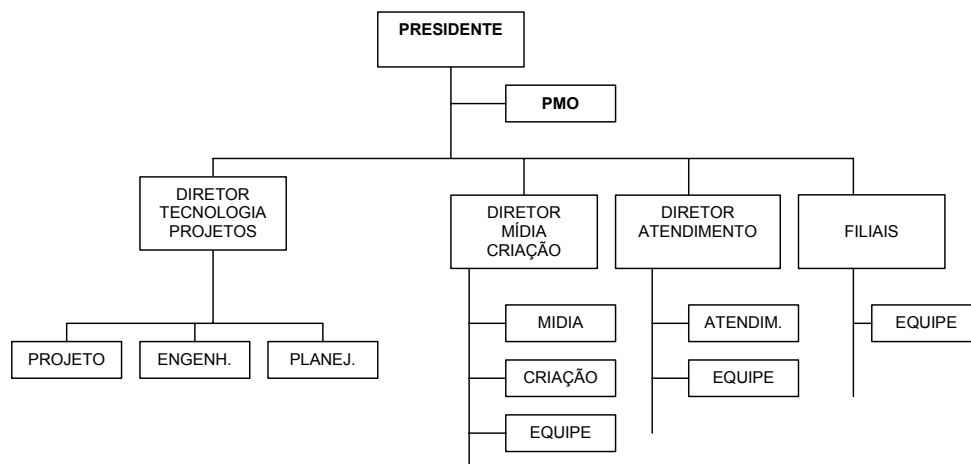 PRESIDENTE
PMO
DIRETOR
TECNOLOGIA
PROJETOS
DIRETOR
MÍDIA
CRIAÇÃO
DIRETOR
ATENDIMENTO
FILIAIS
PROJETO
ENGENH.
PLANEJ.
MIDIA
CRIAÇÃO
EQUIPE
ATENDIM.
EQUIPE
EQUIPE